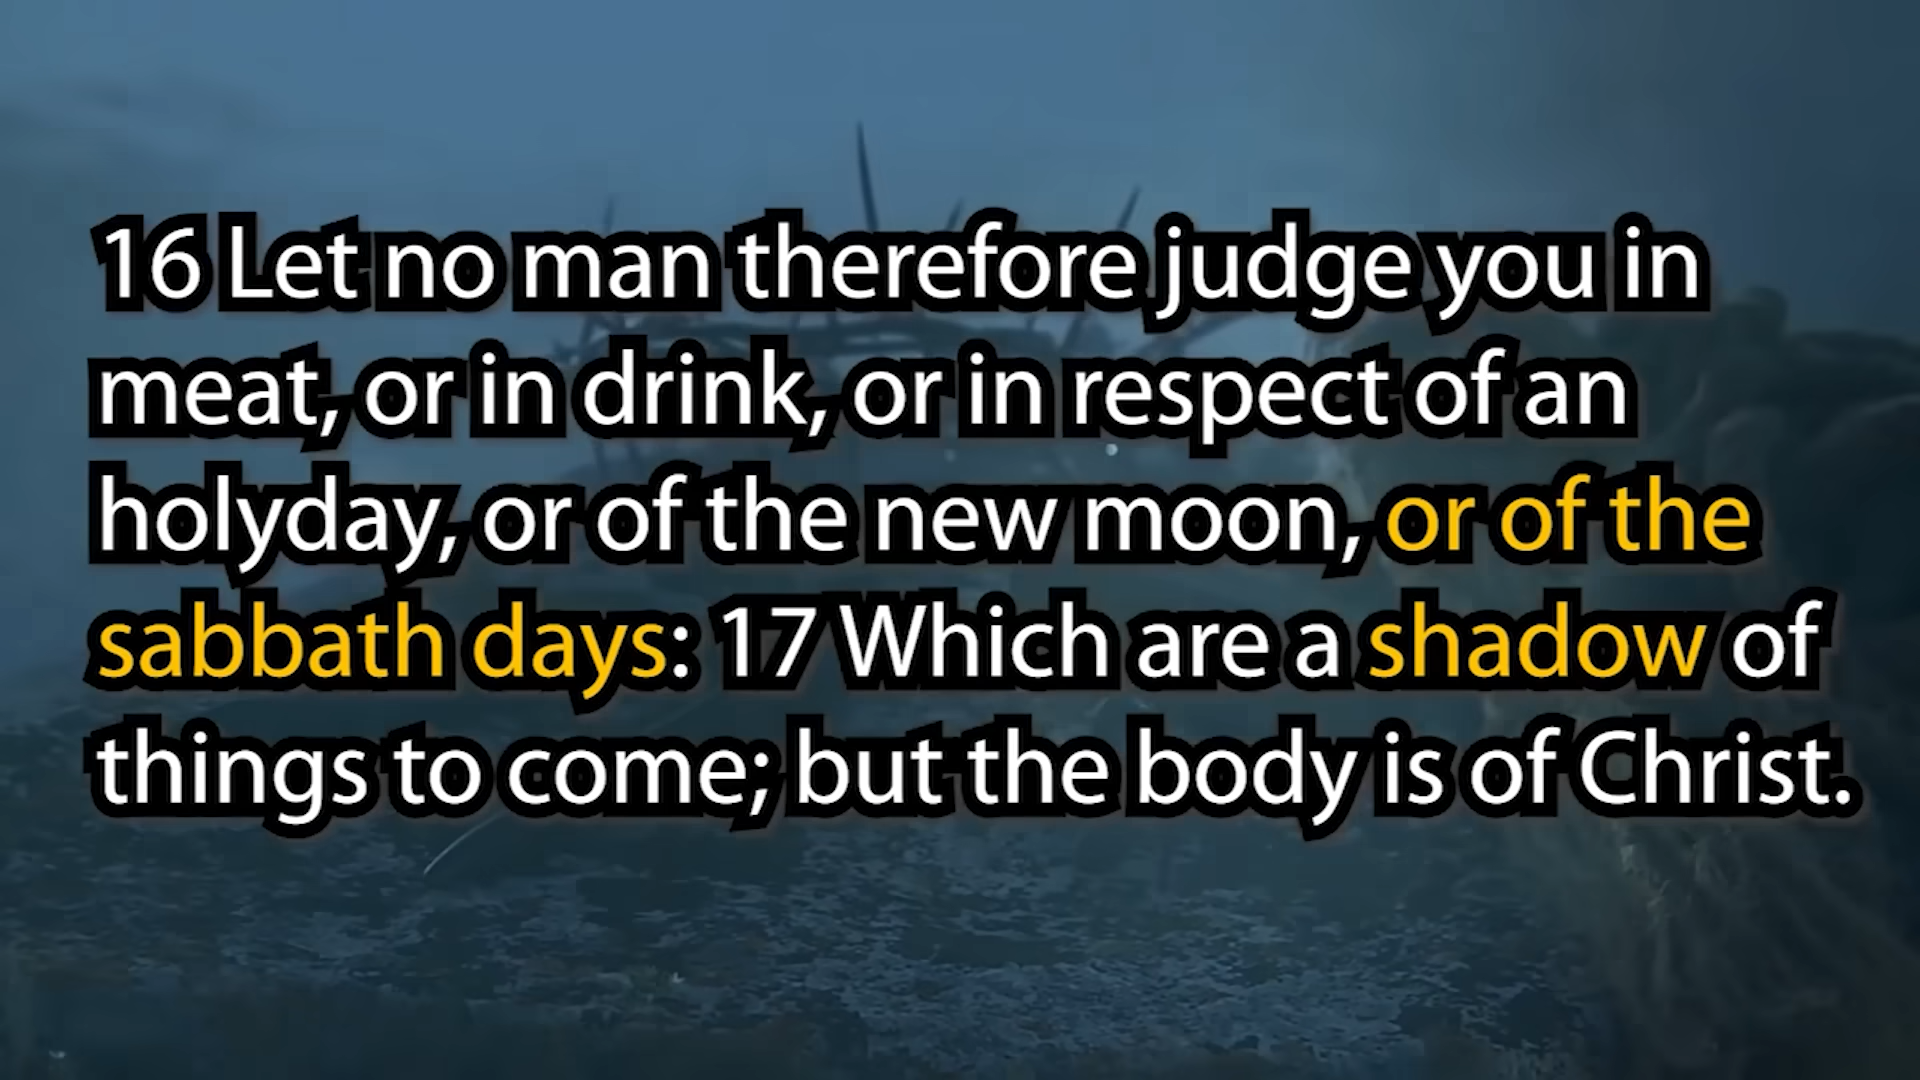 16 Let no man therefore judge you in
meat, or in drink, or in respect of an
holyday, or of the new moon, or of the
sabbath days: 17 Which are a shadow of
things to come; but the body is of Christ.